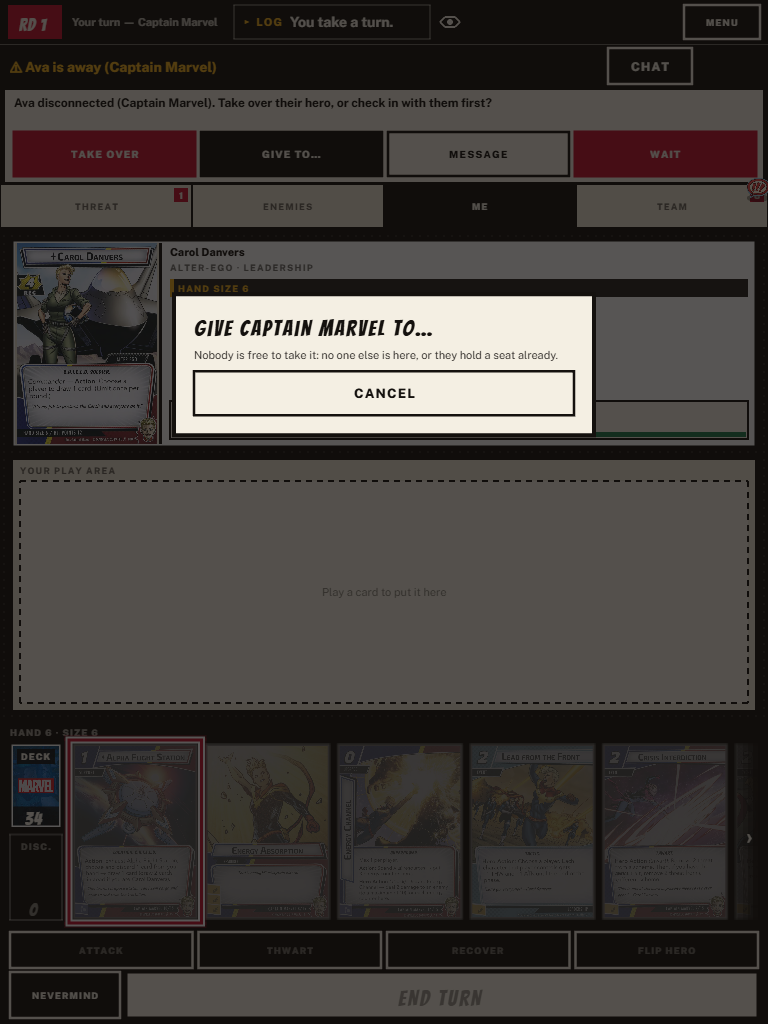 RD 1
Your turn — Captain Marvel
▸ LOG You take a turn.
MENU
⚠ Ava is away (Captain Marvel)
CHAT
Ava disconnected (Captain Marvel). Take over their hero, or check in with them first?
TAKE OVER
GIVE TO...
MESSAGE
WAIT
THREAT
1
ENEMIES
ME
TEAM
Carol Danvers
Carol Danvers
ALTER-EGO · LEADERSHIP
HAND SIZE 6
GIVE CAPTAIN MARVEL TO...
Nobody is free to take it: no one else is here, or they hold a seat already.
CANCEL
YOUR PLAY AREA
Play a card to put it here
HAND 6 · SIZE 6
DECK
MARVEL
34
DISC.
0
1
Alpha Flight Station
Energy Absorption
0
Energy Channel
2
Lead from the Front
2
Crisis Interdiction
›
ATTACK
THWART
RECOVER
FLIP HERO
NEVERMIND
END TURN